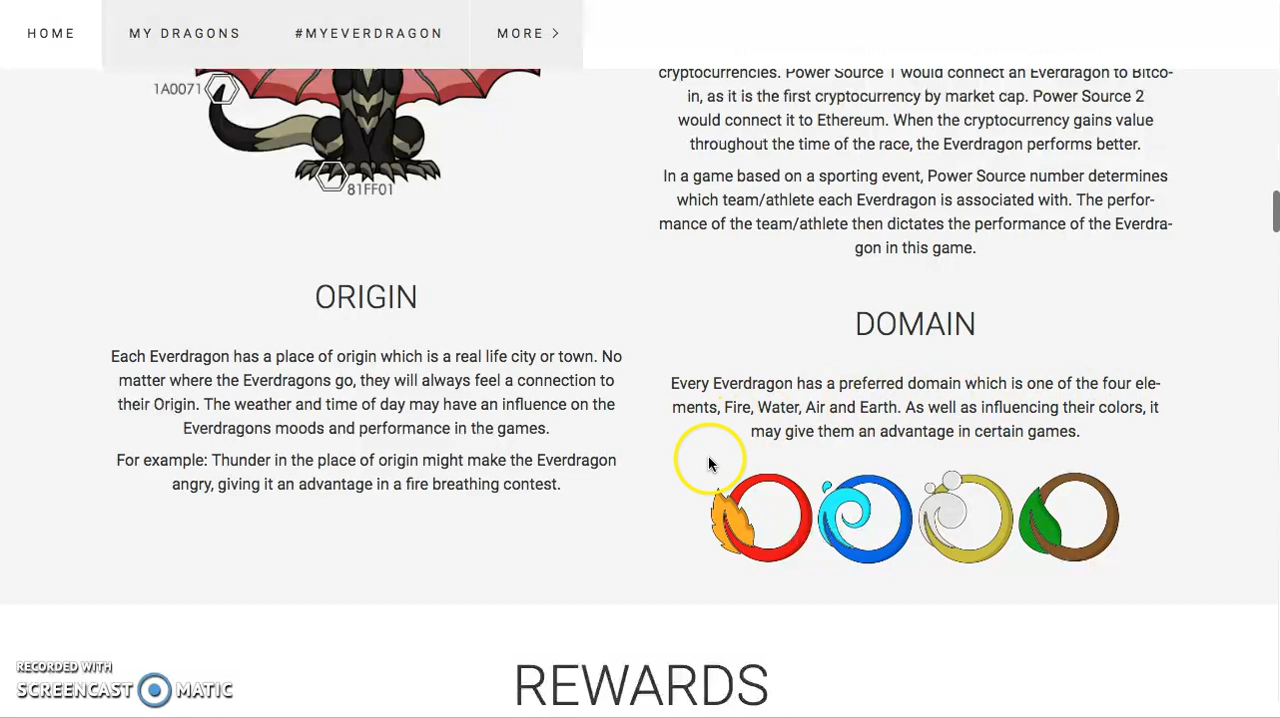 HOME
MY DRAGONS
#MYEVERDRAGON
MORE >
1A0071
81FF01
ORIGIN
Each Everdragon has a place of origin which is a real life city or town. No
matter where the Everdragons go, they will always feel a connection to
their Origin. The weather and time of day may have an influence on the
Everdragons moods and performance in the games.
For example: Thunder in the place of origin might make the Everdragon
angry, giving it an advantage in a fire breathing contest.
cryptocurrencies. Power Source 1 would connect an Everdragon to Bitco-
in, as it is the first cryptocurrency by market cap. Power Source 2
would connect it to Ethereum. When the cryptocurrency gains value
throughout the time of the race, the Everdragon performs better.
In a game based on a sporting event, Power Source number determines
which team/athlete each Everdragon is associated with. The perfor-
mance of the team/athlete then dictates the performance of the Everdra-
gon in this game.
DOMAIN
Every Everdragon has a preferred domain which is one of the four ele-
ments, Fire, Water, Air and Earth. As well as influencing their colors, it
may give them an advantage in certain games.
REWARDS
RECORDED WITH
SCREENCAST MATIC